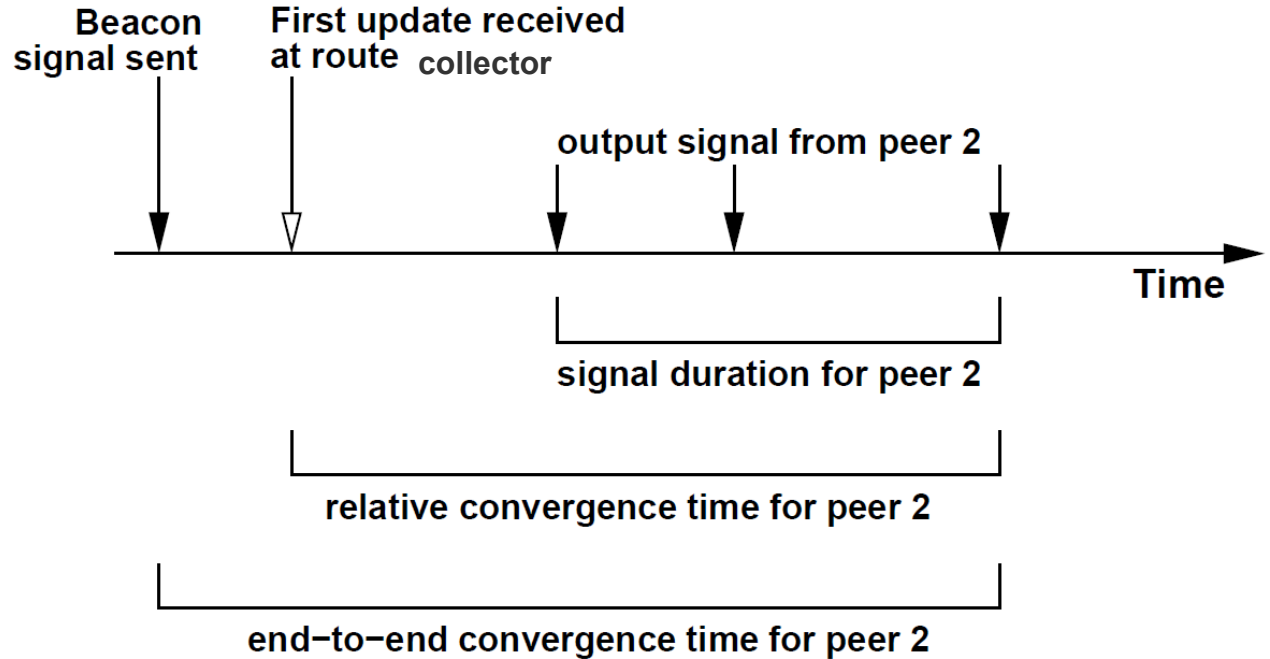 Beacon
signal sent
First update received
at route collector
output signal from peer 2
Time
signal duration for peer 2
relative convergence time for peer 2
end−to−end convergence time for peer 2